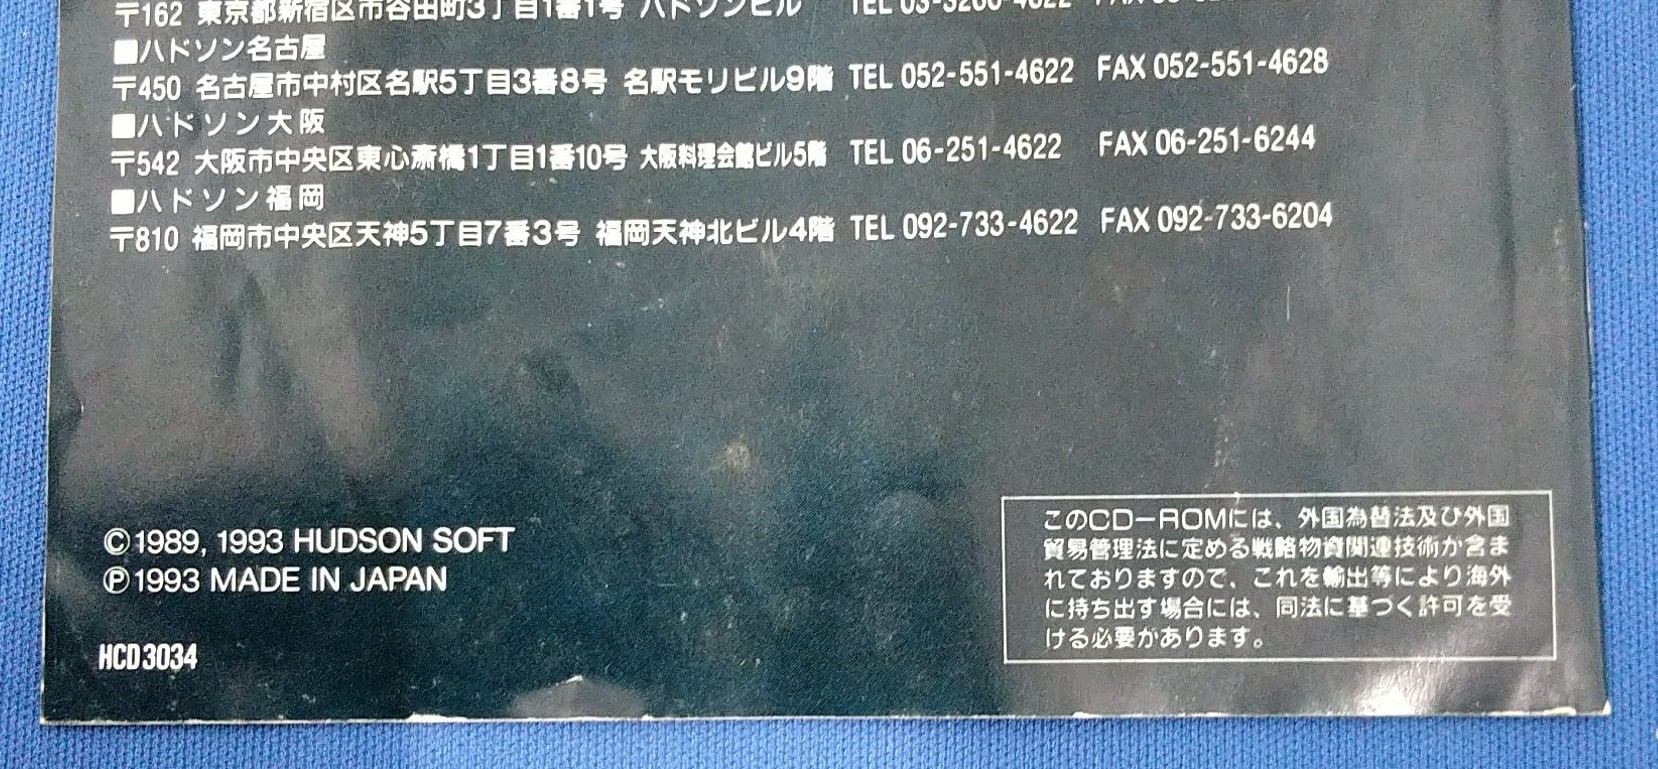 〒162 東京都新宿区市谷田町3丁目1番1号 ハドソンビル TEL 03-3260-4622
■ハドソン名古屋
〒450 名古屋市中村区名駅5丁目3番8号 名駅モリビル9階 TEL 052-551-4622 FAX 052-551-4628
■ハドソン大阪
〒542 大阪市中央区東心斎橋1丁目1番10号 大阪料理会館ビル5階 TEL 06-251-4622 FAX 06-251-6244
■ハドソン福岡
〒810 福岡市中央区天神5丁目7番3号 福岡天神北ビル4階 TEL 092-733-4622 FAX 092-733-6204
©1989, 1993 HUDSON SOFT
℗1993 MADE IN JAPAN
HCD3034
このCD−ROMには、外国為替法及び外国
貿易管理法に定める戦略物資関連技術が含ま
れておりますので、これを輸出等により海外
に持ち出す場合には、同法に基づく許可を受
ける必要があります。